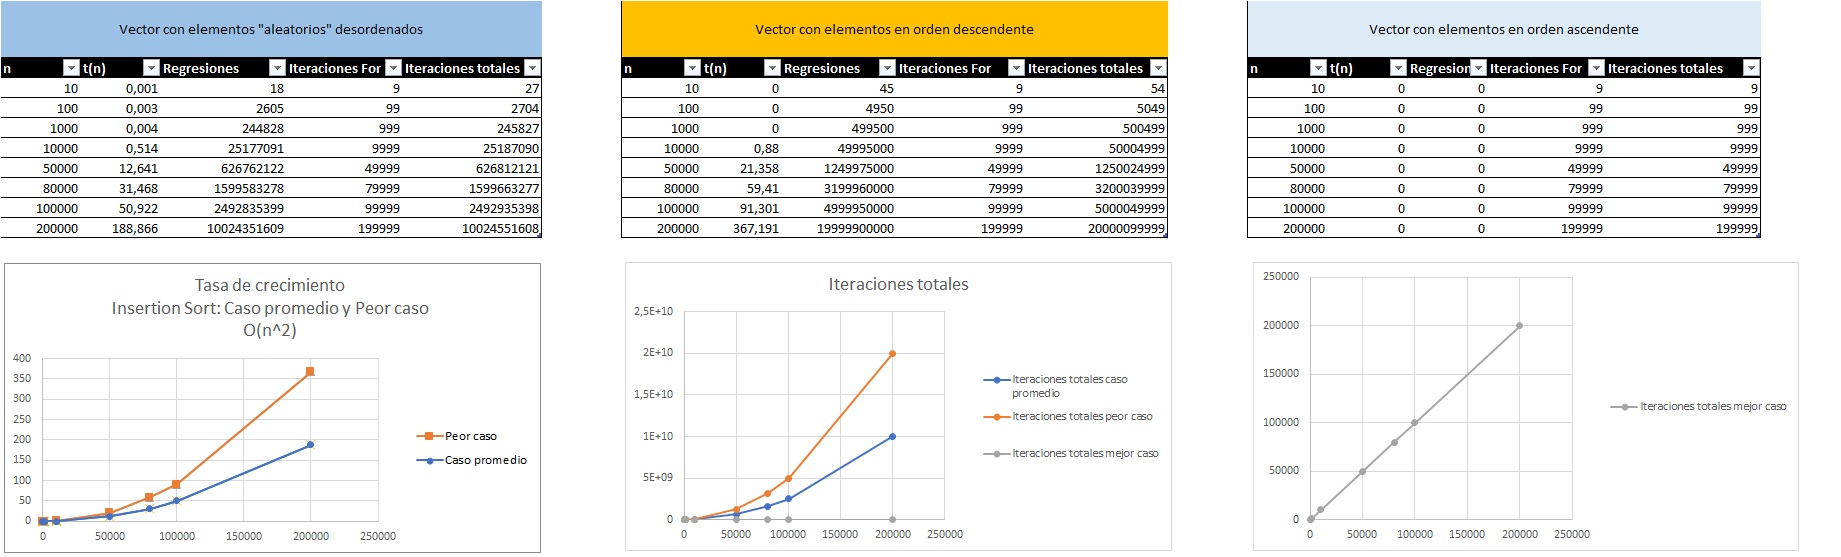 Vector con elementos "aleatorios" desordenados
n t(n) Regresiones Iteraciones For Iteraciones totales
10 0,001 18 9 27
100 0,003 2605 99 2704
1000 0,004 244828 999 245827
10000 0,514 25177091 9999 25187090
50000 12,641 626762122 49999 626812121
80000 31,468 1599583278 79999 1599663277
100000 50,922 2492835399 99999 2492935398
200000 188,866 10024351609 199999 10024551608
Vector con elementos en orden descendente
n t(n) Regresiones Iteraciones For Iteraciones totales
10 0 45 9 54
100 0 4950 99 5049
1000 0 499500 999 500499
10000 0,88 49995000 9999 50004999
50000 21,358 1249975000 49999 1250024999
80000 59,41 3199960000 79999 3200039999
100000 91,301 4999950000 99999 5000049999
200000 367,191 19999900000 199999 20000099999
Vector con elementos en orden ascendente
n t(n) Regresion Iteraciones For Iteraciones totales
10 0 0 9 9
100 0 0 99 99
1000 0 0 999 999
10000 0 0 9999 9999
50000 0 0 49999 49999
80000 0 0 79999 79999
100000 0 0 99999 99999
200000 0 0 199999 199999
Tasa de crecimiento
Insertion Sort: Caso promedio y Peor caso
O(n^2)
400
350
300
250
200
150
100
50
0
0 50000 100000 150000 200000 250000
Peor caso
Caso promedio
Iteraciones totales
2,5E+10
2E+10
1,5E+10
1E+10
5E+09
0
0 50000 100000 150000 200000 250000
Iteraciones totales caso
promedio
Iteraciones totales peor caso
Iteraciones totales mejor caso
250000
200000
150000
100000
50000
0
0 50000 100000 150000 200000 250000
Iteraciones totales mejor caso